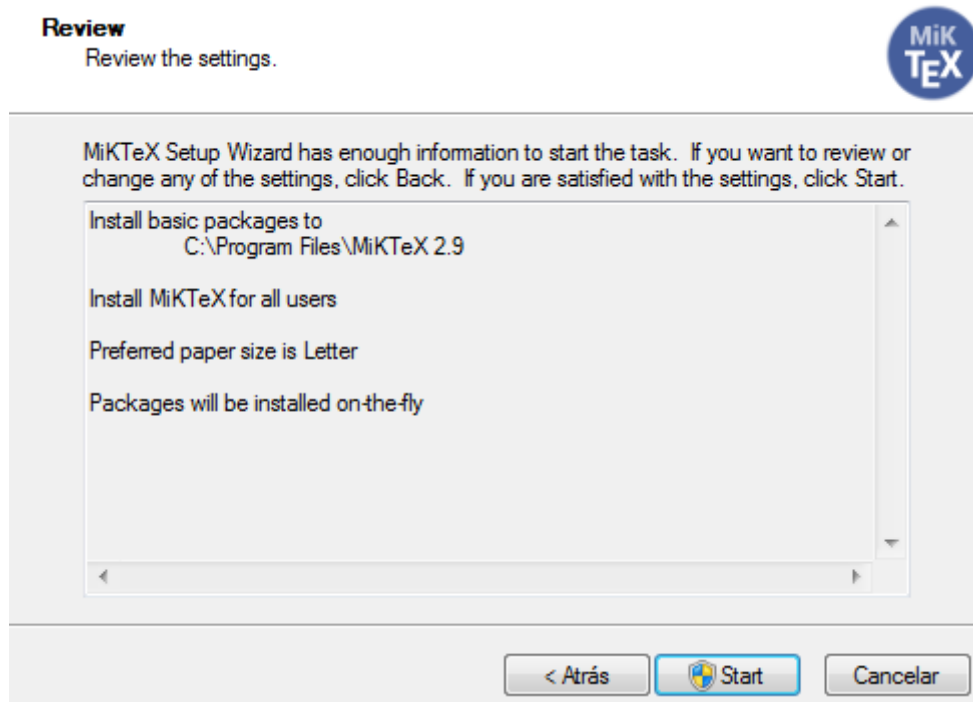 Review
Review the settings.
MiK
TEX
MiKTeX Setup Wizard has enough information to start the task.  If you want to review or
change any of the settings, click Back.  If you are satisfied with the settings, click Start.
Install basic packages to
C:\Program Files\MiKTeX 2.9
Install MiKTeX for all users
Preferred paper size is Letter
Packages will be installed on-the-fly
< Atrás
Start
Cancelar